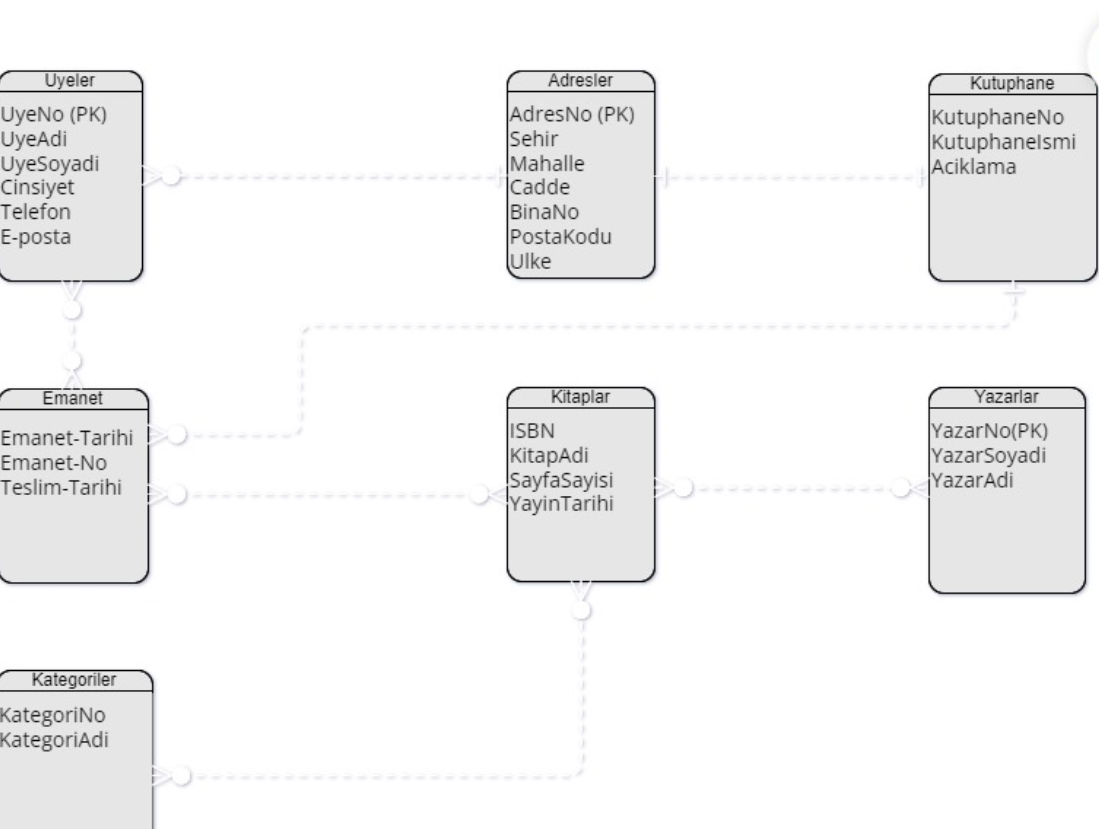 Uyeler
UyeNo (PK)
UyeAdi
UyeSoyadi
Cinsiyet
Telefon
E-posta
Adresler
AdresNo (PK)
Sehir
Mahalle
Cadde
BinaNo
PostaKodu
Ulke
Kutuphane
KutuphaneNo
KutuphaneIsmi
Aciklama
Emanet
Emanet-Tarihi
Emanet-No
Teslim-Tarihi
Kitaplar
ISBN
KitapAdi
SayfaSayisi
YayinTarihi
Yazarlar
YazarNo(PK)
YazarSoyadi
YazarAdi
Kategoriler
KategoriNo
KategoriAdi